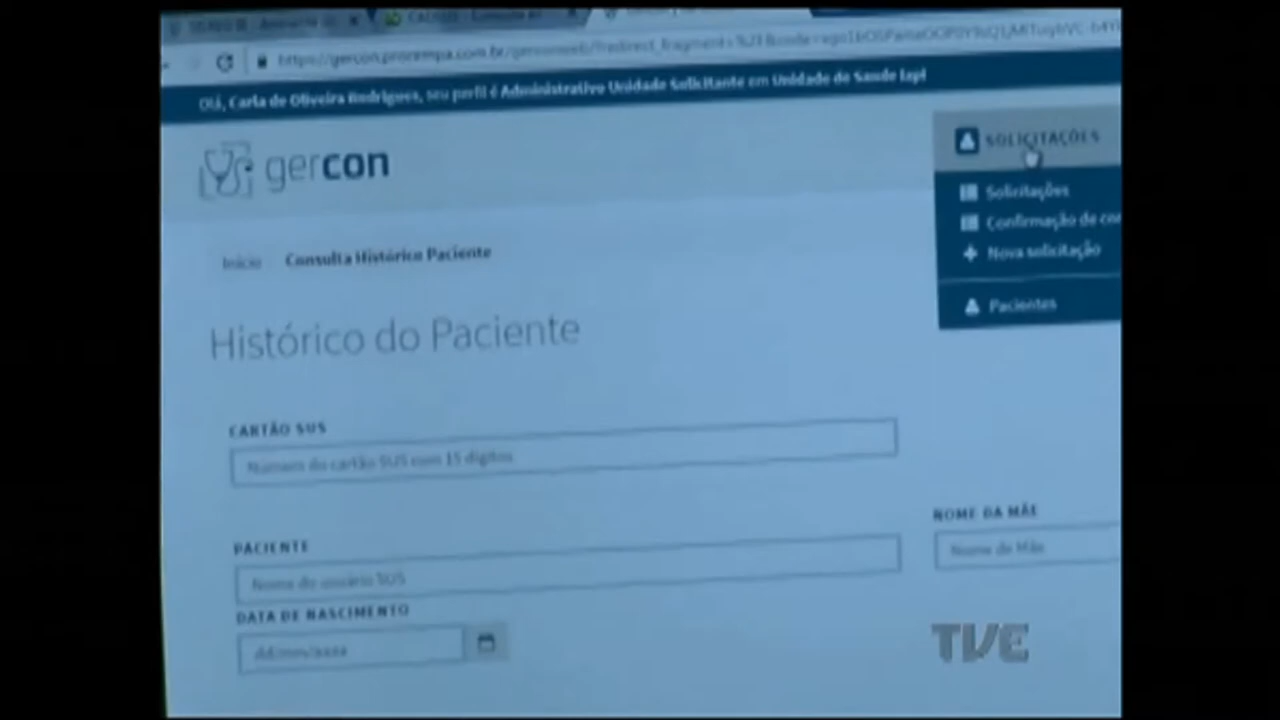 https://gercon.procempa.com.br/gerconweb/
Olá, Carla de Oliveira Rodrigues, seu perfil é Administrativo Unidade Solicitante em Unidade de Saude Iapi
gercon
SOLICITAÇÕES
Solicitações
Confirmação de con
Nova solicitação
Pacientes
Início Consulta Histórico Paciente
Histórico do Paciente
CARTÃO SUS
Número do cartão SUS com 15 dígitos
PACIENTE
Nome do usuário SUS
NOME DA MÃE
Nome da Mãe
DATA DE NASCIMENTO
dd/mm/aaaa
TVE